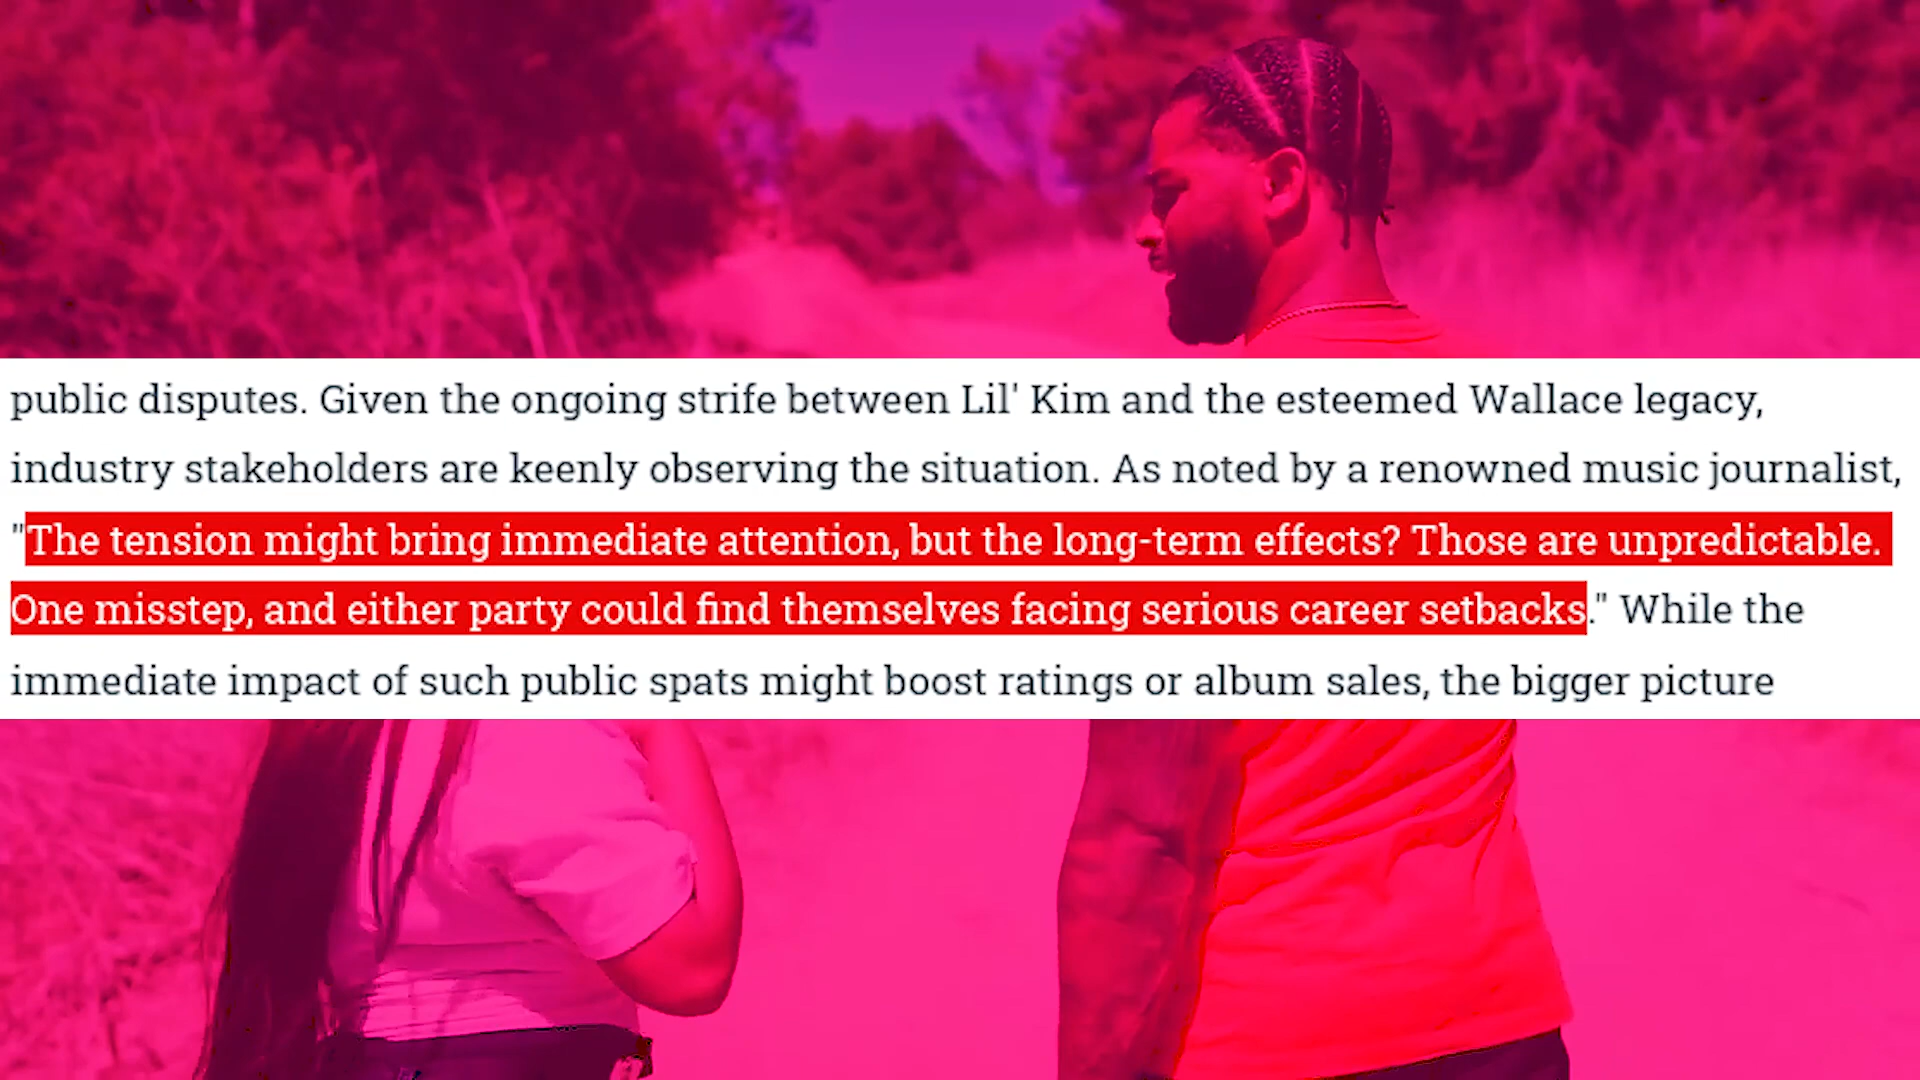 public disputes. Given the ongoing strife between Lil' Kim and the esteemed Wallace legacy,
industry stakeholders are keenly observing the situation. As noted by a renowned music journalist,
"The tension might bring immediate attention, but the long-term effects? Those are unpredictable.
One misstep, and either party could find themselves facing serious career setbacks." While the
immediate impact of such public spats might boost ratings or album sales, the bigger picture